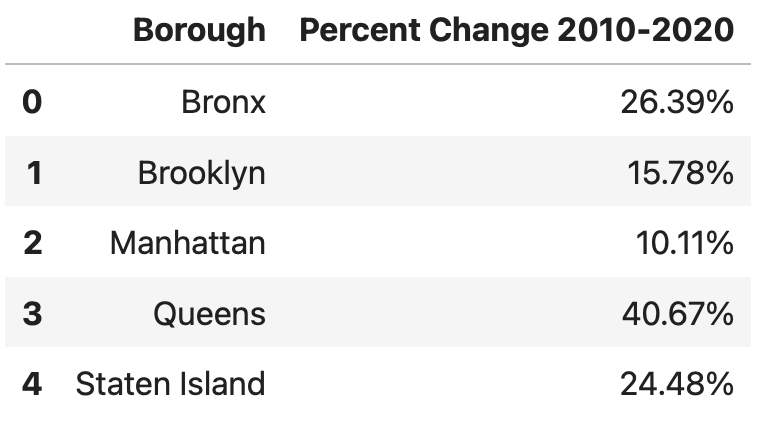 Borough Percent Change 2010-2020
0 Bronx 26.39%
1 Brooklyn 15.78%
2 Manhattan 10.11%
3 Queens 40.67%
4 Staten Island 24.48%